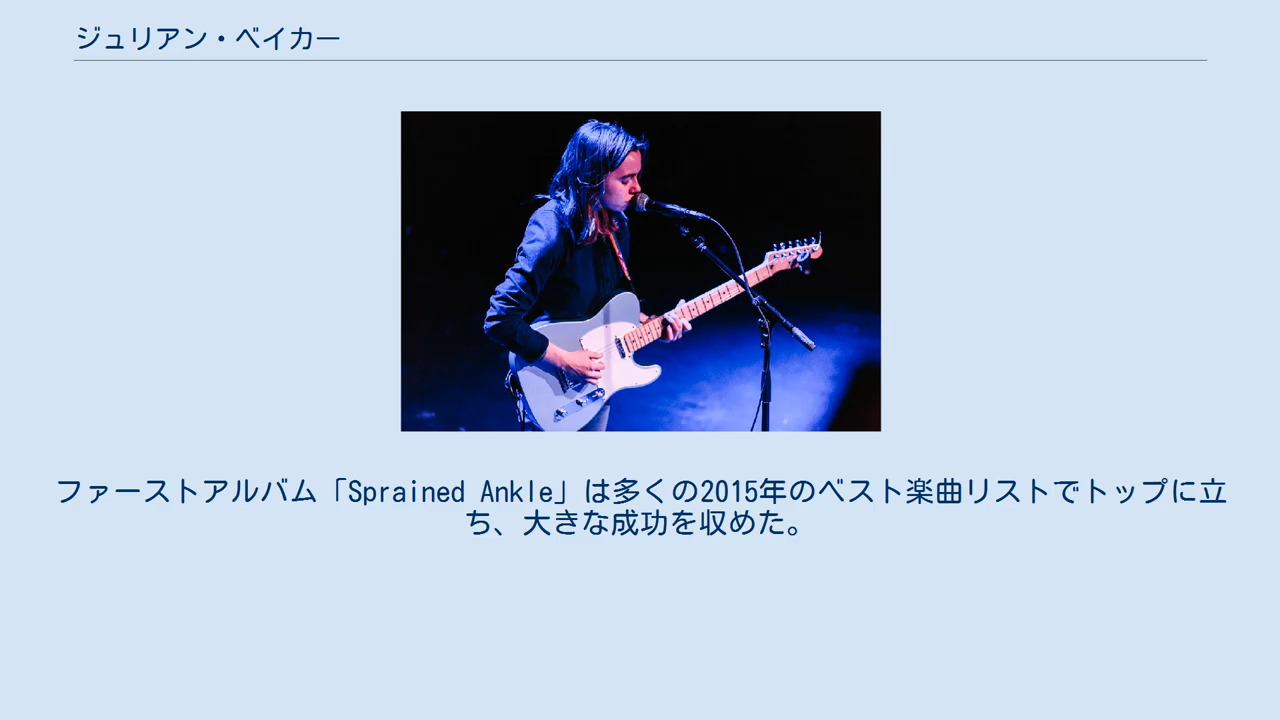 ジュリアン・ベイカー
ファーストアルバム「Sprained Ankle」は多くの2015年のベスト楽曲リストでトップに立
ち、大きな成功を収めた。